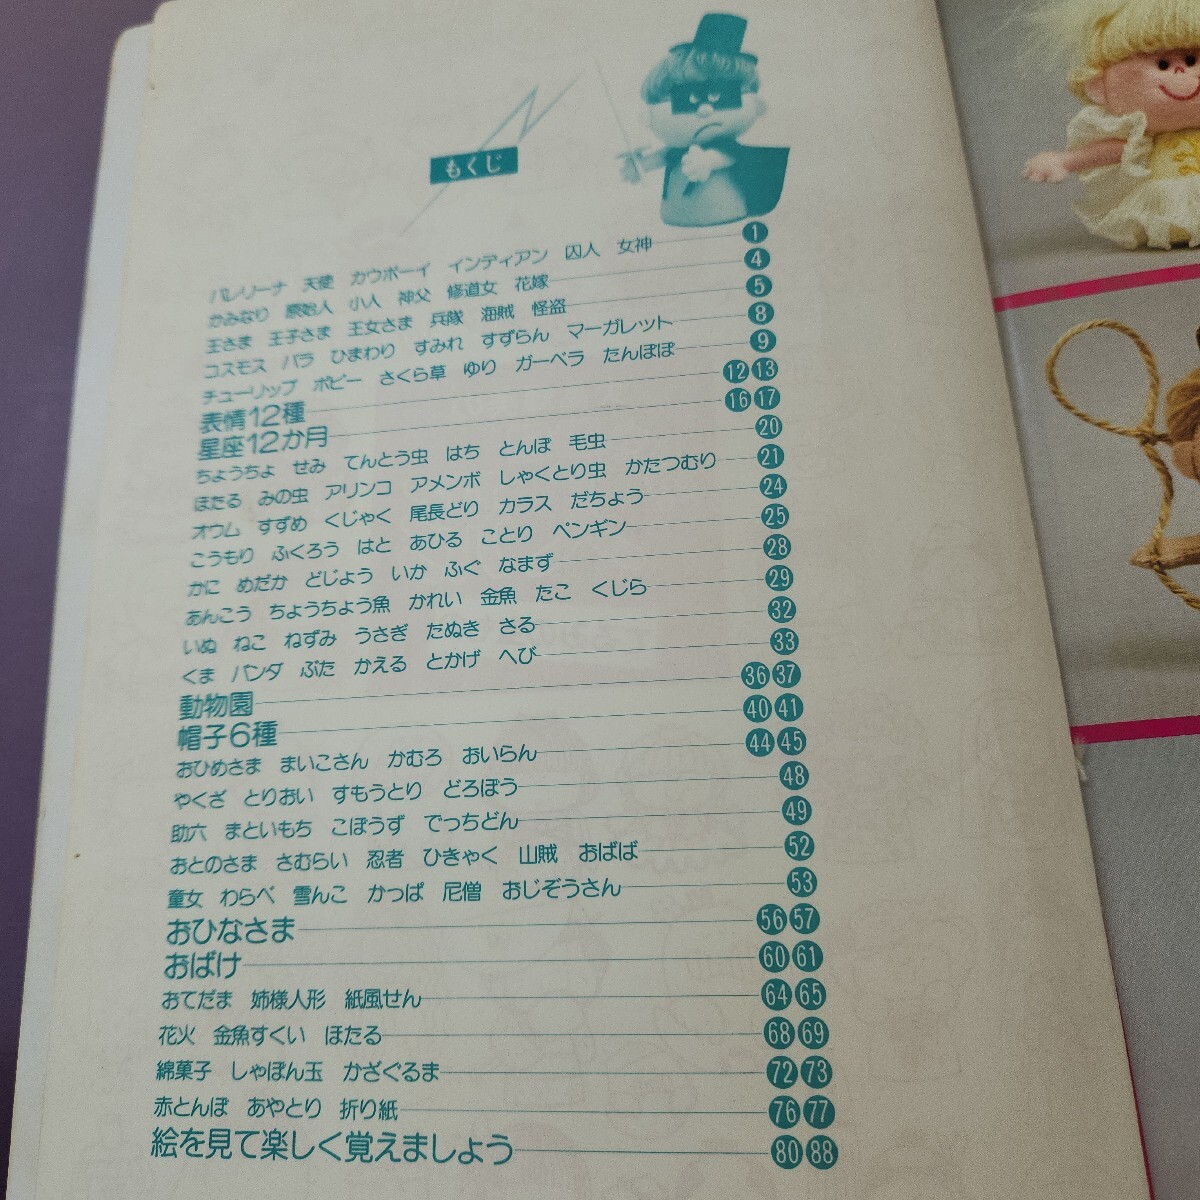 もくじ
バレリーナ 天使 カウボーイ インディアン 囚人 女神 1
かみなり 原始人 小人 神父 修道女 花嫁 4
王さま 王子さま 王女さま 兵隊 海賊 怪盗 5
コスモス バラ ひまわり すみれ すずらん マーガレット 8
チューリップ ポピー さくら草 ゆり ガーベラ たんぽぽ 9
表情12種 12 13
星座12か月 16 17
ちょうちょ せみ てんとう虫 はち とんぼ 毛虫 20
ほたる みの虫 アリンコ アメンボ しゃくとり虫 かたつむり 21
オウム すずめ くじゃく 尾長どり カラス だちょう 24
こうもり ふくろう はと あひる ことり ペンギン 25
かに めだか どじょう いか ふぐ なまず 28
あんこう ちょうちょう魚 かれい 金魚 たこ くじら 29
いぬ ねこ ねずみ うさぎ たぬき さる 32
くま パンダ ぶた かえる とかげ へび 33
動物園 36 37
帽子6種 40 41
おひめさま まいこさん かむろ おいらん 44 45
やくざ とりおい すもうとり どろぼう 48
助六 まといもち こぼうず でっちどん 49
おとのさま さむらい 忍者 ひきゃく 山賊 おばば 52
童女 わらべ 雪んこ かっぱ 尼僧 おじぞうさん 53
おひなさま 56 57
おばけ 60 61
おてだま 姉様人形 紙風せん 64 65
花火 金魚すくい ほたる 68 69
綿菓子 しゃぼん玉 かざぐるま 72 73
赤とんぼ あやとり 折り紙 76 77
絵を見て楽しく覚えましょう 80 88